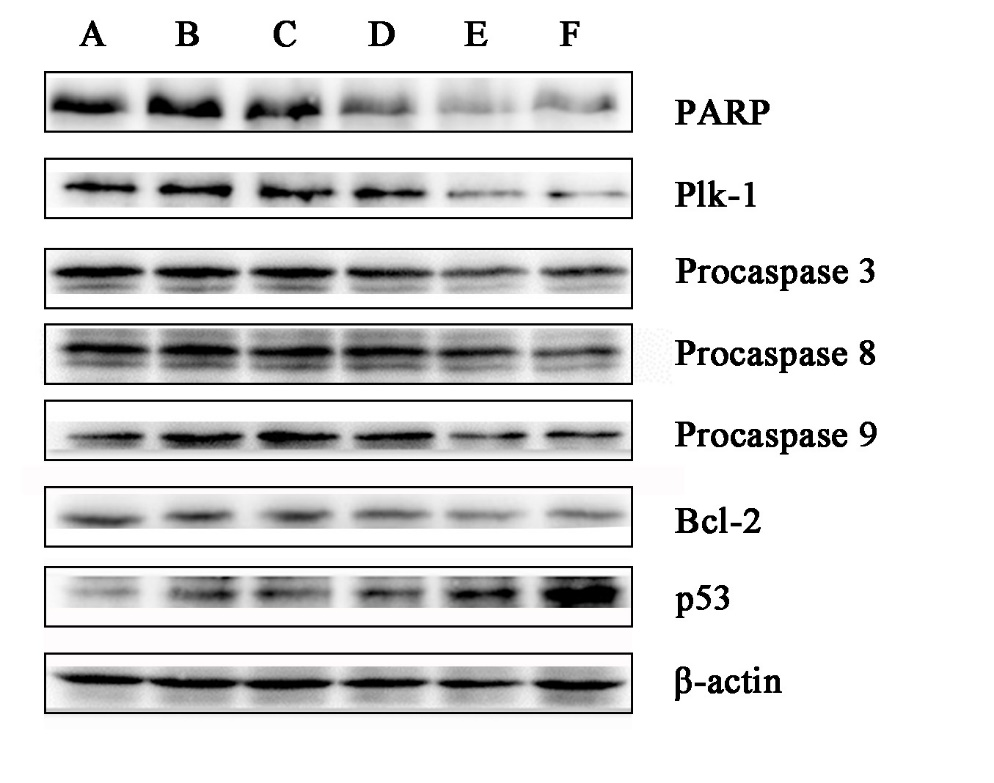 A B C D E F
PARP
Plk-1
Procaspase 3
Procaspase 8
Procaspase 9
Bcl-2
p53
β-actin